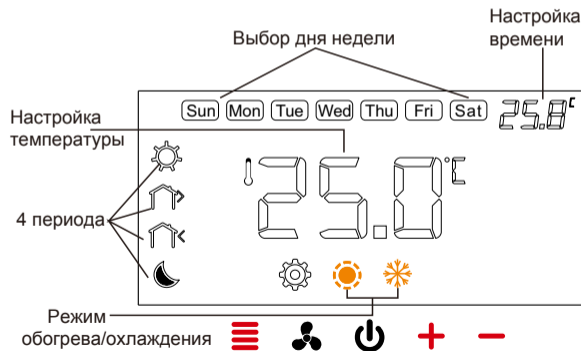 Настройка
времени
Выбор дня недели
Sun Mon Tue Wed Thu Fri Sat 25.8°C
Настройка
температуры
25.0°C
4 периода
Режим
обогрева/охлаждения